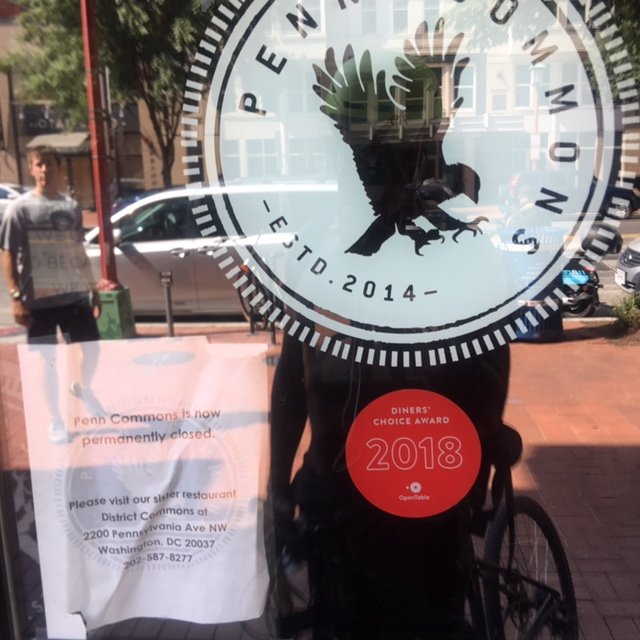 PENN COMMONS
-ESTD.2014-
Penn Commons is now
permanently closed.
Please visit our sister restaurant
District Commons at
2200 Pennsylvania Ave NW
Washington, DC 20037
202-587-8277
DINERS'
CHOICE AWARD
2018
OpenTable